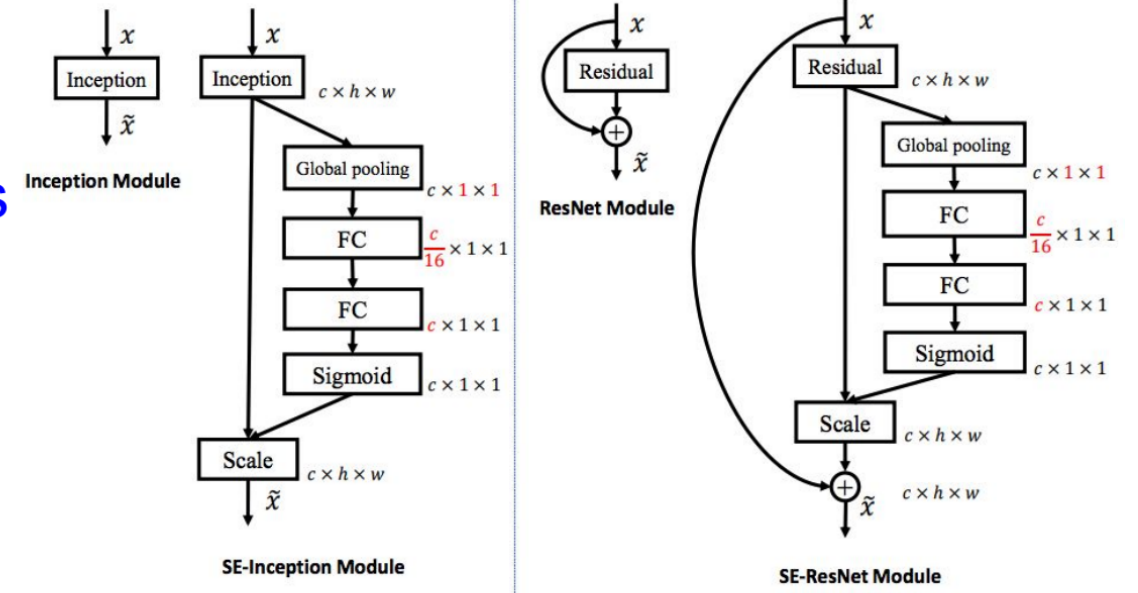 x
Inception
x̃
Inception Module
s
x
Inception
c × h × w
Global pooling
c × 1 × 1
FC
c/16 × 1 × 1
FC
c × 1 × 1
Sigmoid
c × 1 × 1
Scale
c × h × w
x̃
SE-Inception Module
x
Residual
+
x̃
ResNet Module
x
Residual
c × h × w
Global pooling
c × 1 × 1
FC
c/16 × 1 × 1
FC
c × 1 × 1
Sigmoid
c × 1 × 1
Scale
c × h × w
+
c × h × w
x̃
SE-ResNet Module